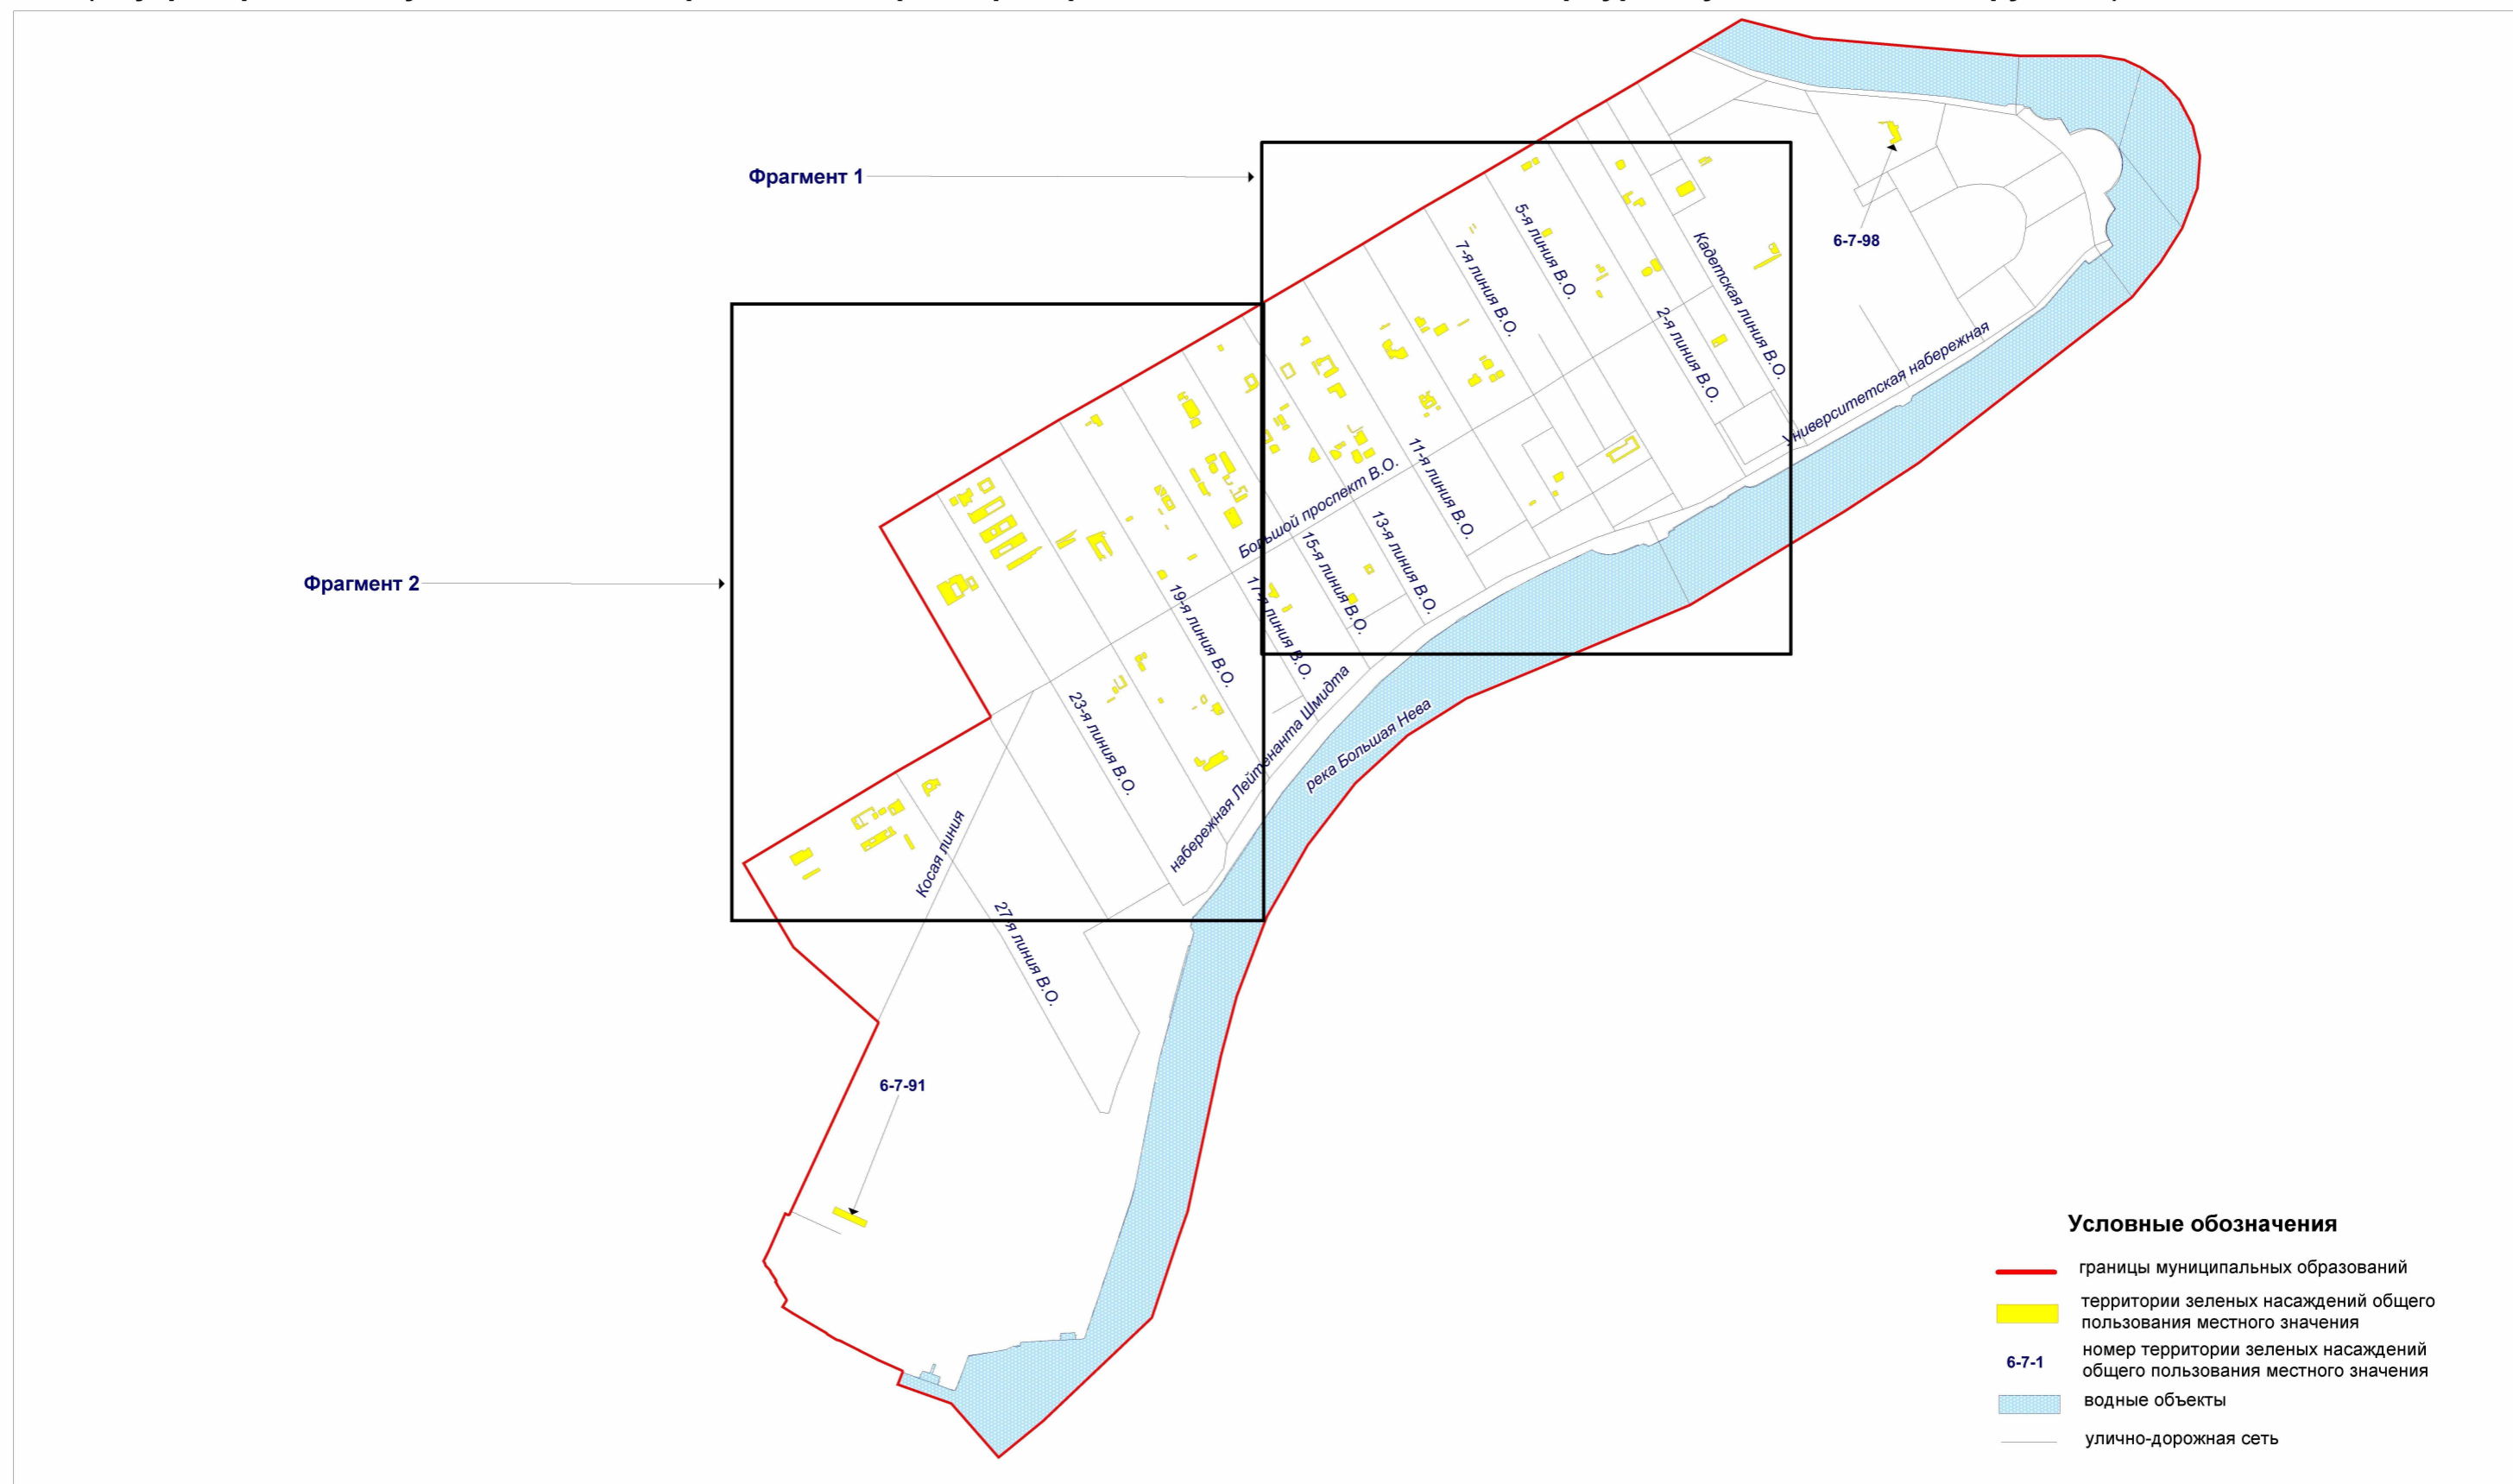 Фрагмент 1
6-7-98
5-я линия В.О.
7-я линия В.О.
Кадетская линия В.О.
2-я линия В.О.
Университетская набережная
11-я линия В.О.
Большой проспект В.О.
13-я линия В.О.
15-я линия В.О.
Фрагмент 2
17-я линия В.О.
19-я линия В.О.
23-я линия В.О.
набережная Лейтенанта Шмидта
река Большая Нева
Косая линия
27-я линия В.О.
6-7-91
Условные обозначения
границы муниципальных образований
территории зеленых насаждений общего
пользования местного значения
6-7-1
номер территории зеленых насаждений
общего пользования местного значения
водные объекты
улично-дорожная сеть